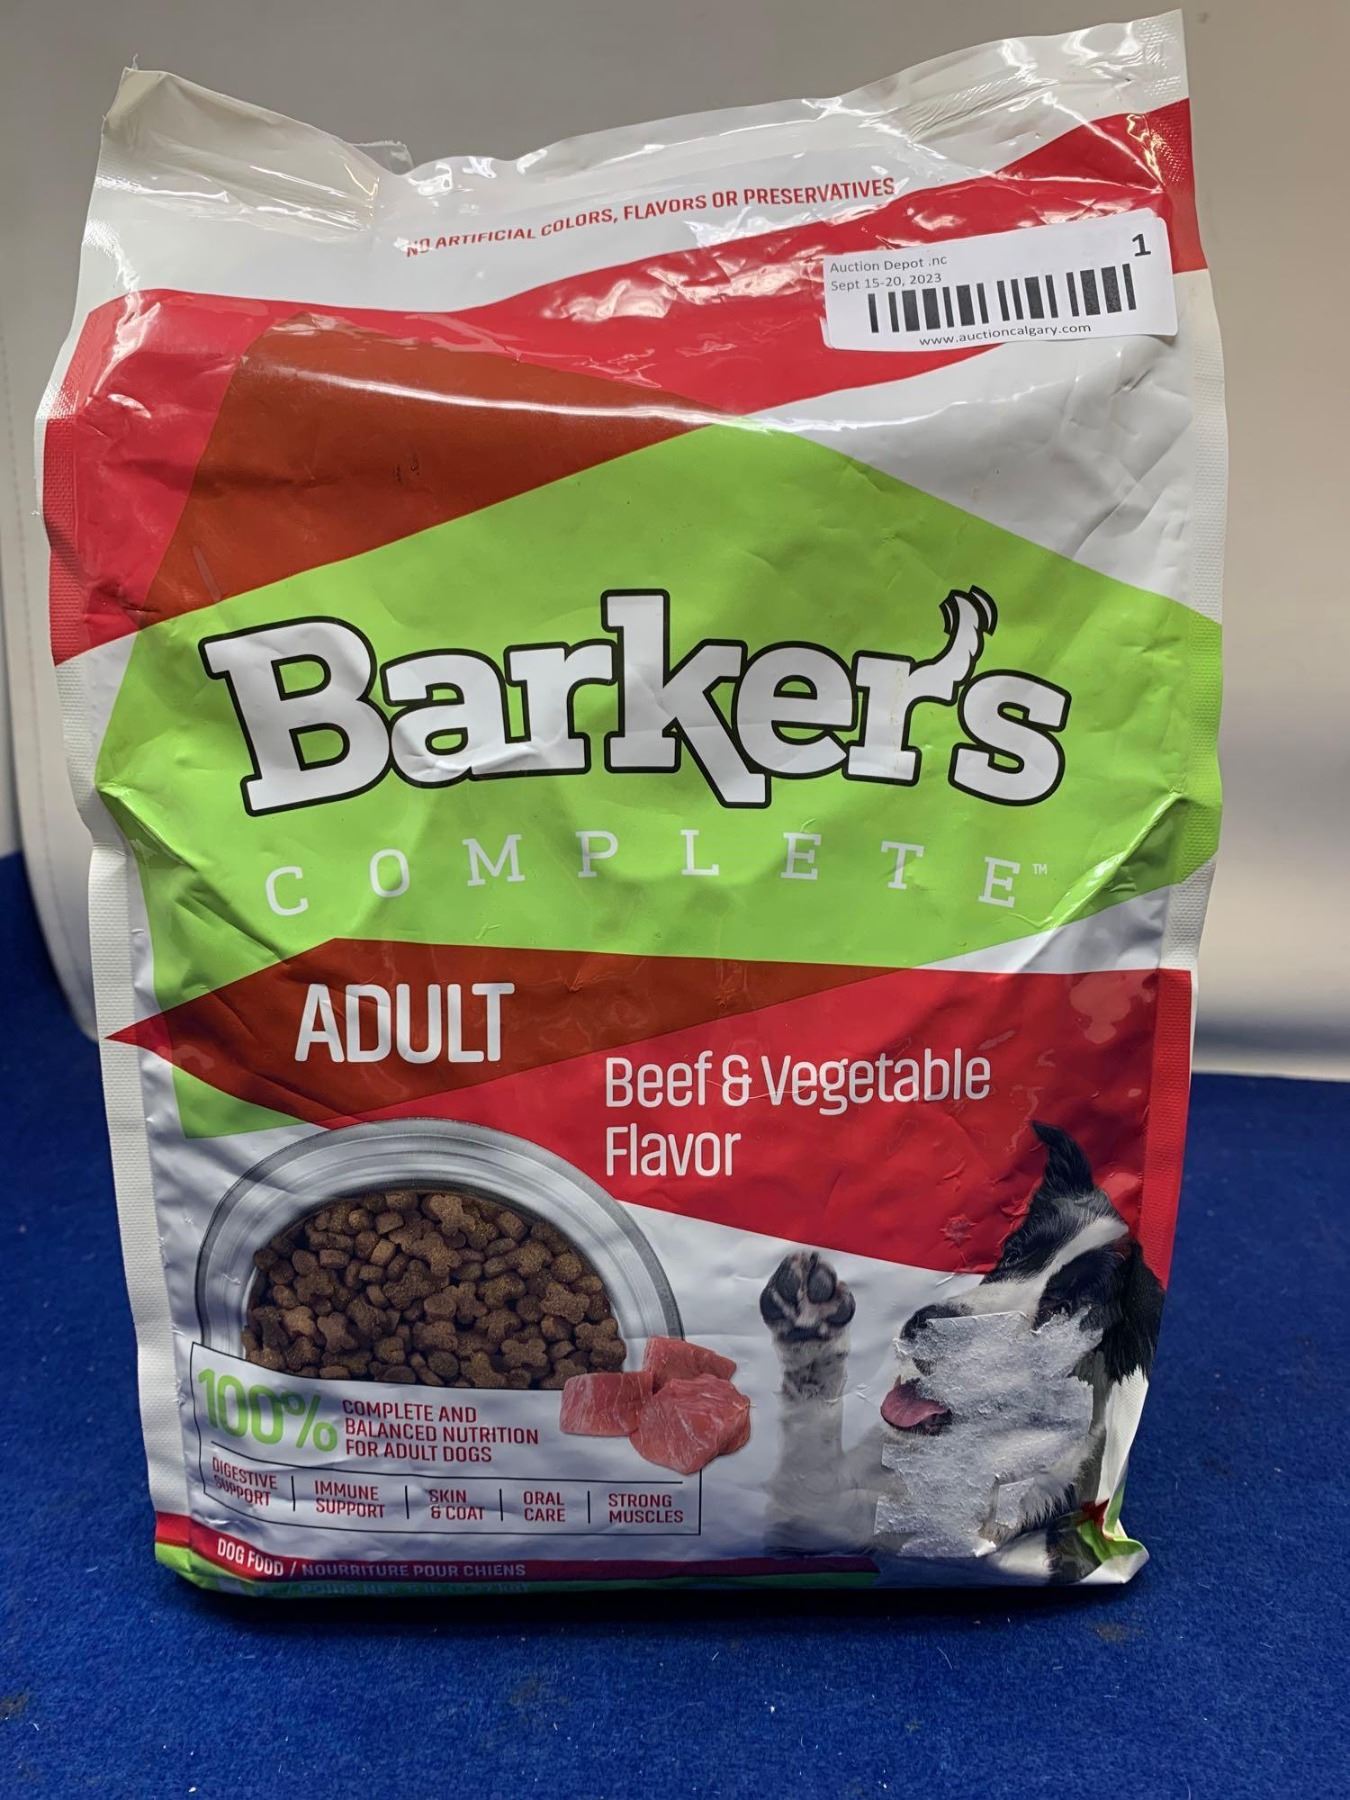 NO ARTIFICIAL COLORS, FLAVORS OR PRESERVATIVES
1
Auction Depot .nc
Sept 15-20, 2023
www.auctioncalgary.com
Barker's
COMPLETE™
ADULT
Beef & Vegetable
Flavor
100%
COMPLETE AND
BALANCED NUTRITION
FOR ADULT DOGS
DIGESTIVE
SUPPORT
IMMUNE
SUPPORT
SKIN
& COAT
ORAL
CARE
STRONG
MUSCLES
DOG FOOD / NOURRITURE POUR CHIENS
POIDS NET